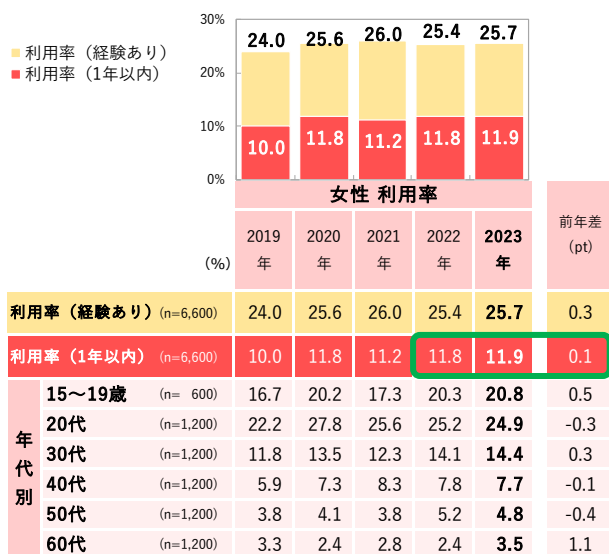 30%
20%
10%
0%
利用率（経験あり）
利用率（1年以内）
24.0 25.6 26.0 25.4 25.7
10.0 11.8 11.2 11.8 11.9
女性 利用率
(%) 2019年 2020年 2021年 2022年 2023年 前年差(pt)
利用率（経験あり） (n=6,600) 24.0 25.6 26.0 25.4 25.7 0.3
利用率（1年以内） (n=6,600) 10.0 11.8 11.2 11.8 11.9 0.1
年代別
15～19歳 (n= 600) 16.7 20.2 17.3 20.3 20.8 0.5
20代 (n=1,200) 22.2 27.8 25.6 25.2 24.9 -0.3
30代 (n=1,200) 11.8 13.5 12.3 14.1 14.4 0.3
40代 (n=1,200) 5.9 7.3 8.3 7.8 7.7 -0.1
50代 (n=1,200) 3.8 4.1 3.8 5.2 4.8 -0.4
60代 (n=1,200) 3.3 2.4 2.8 2.4 3.5 1.1